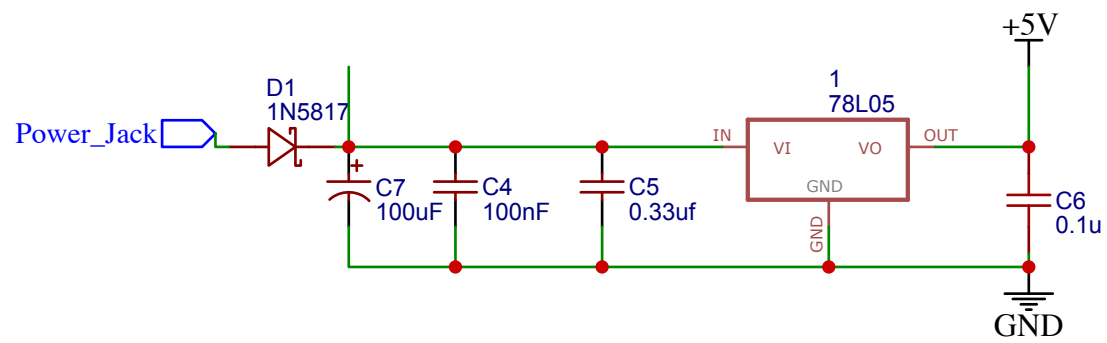 +5V
D1
1N5817
1
78L05
Power_Jack
IN
VI
VO
OUT
GND
GND
+
C7
100uF
C4
100nF
C5
0.33uf
C6
0.1u
GND